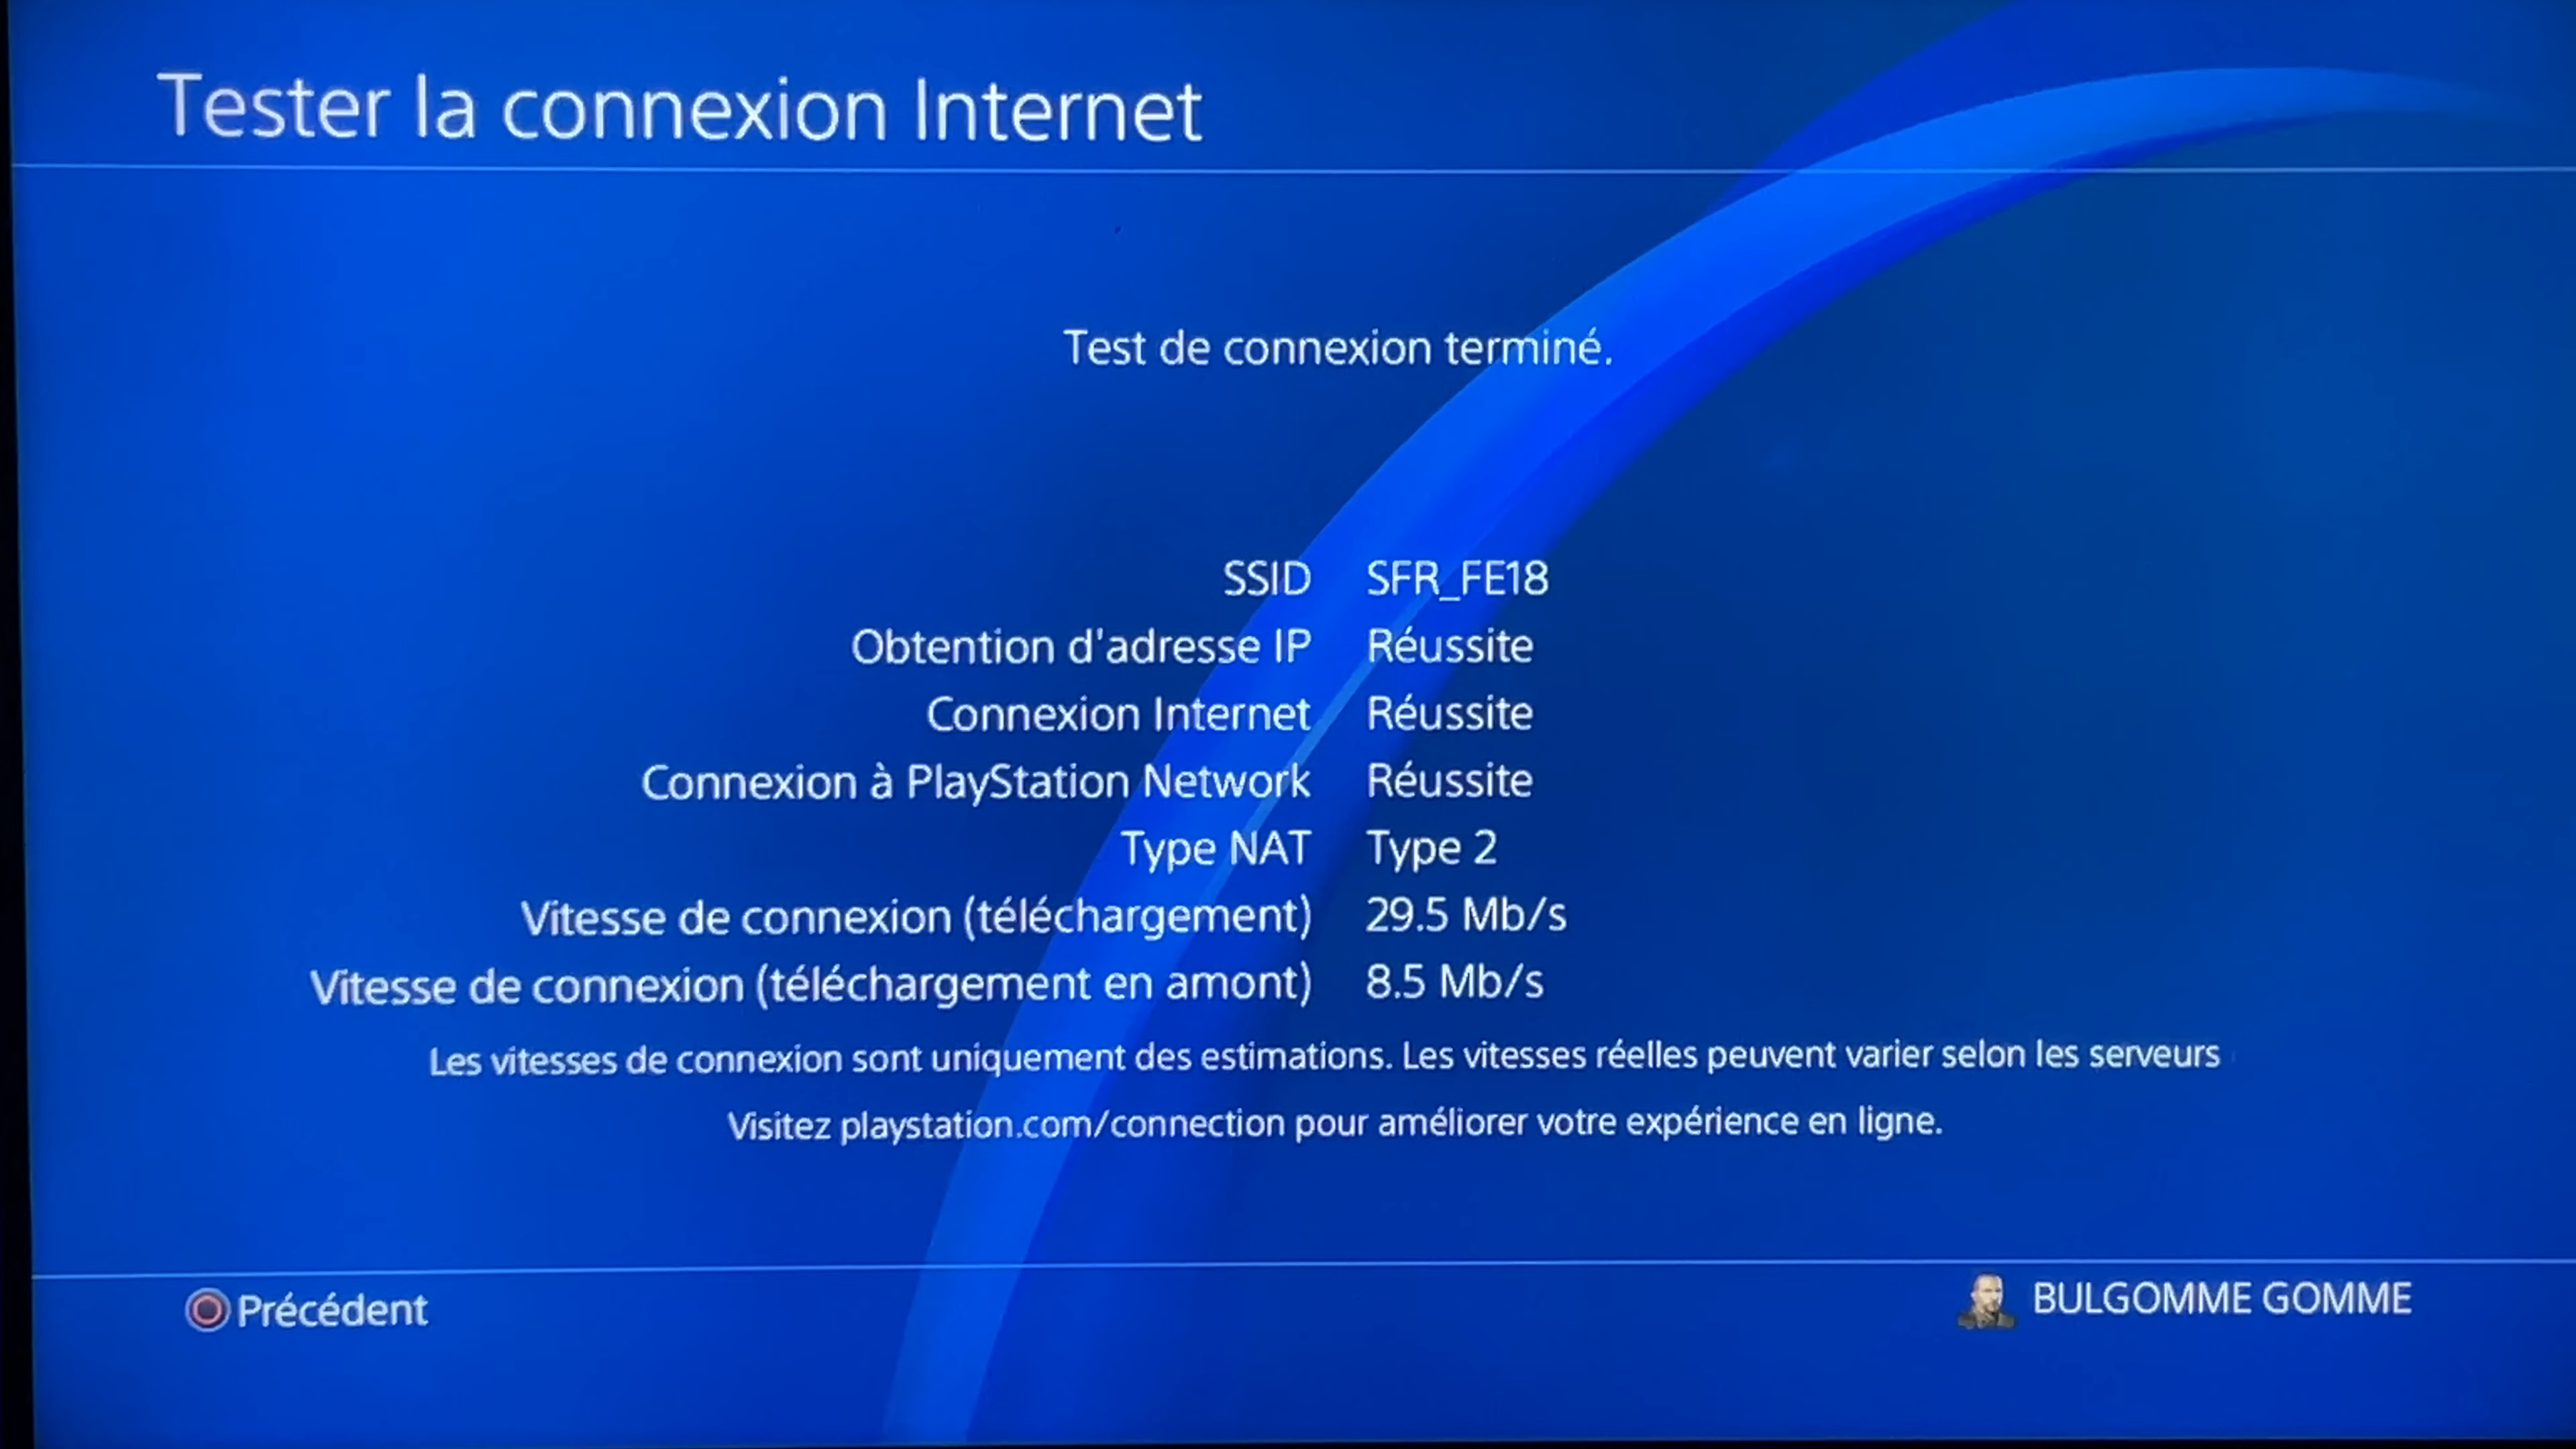 Tester la connexion Internet
Test de connexion terminé.
SSID SFR_FE18
Obtention d'adresse IP Réussite
Connexion Internet Réussite
Connexion à PlayStation Network Réussite
Type NAT Type 2
Vitesse de connexion (téléchargement) 29.5 Mb/s
Vitesse de connexion (téléchargement en amont) 8.5 Mb/s
Les vitesses de connexion sont uniquement des estimations. Les vitesses réelles peuvent varier selon les serveurs
Visitez playstation.com/connection pour améliorer votre expérience en ligne.
Précédent BULGOMME GOMME